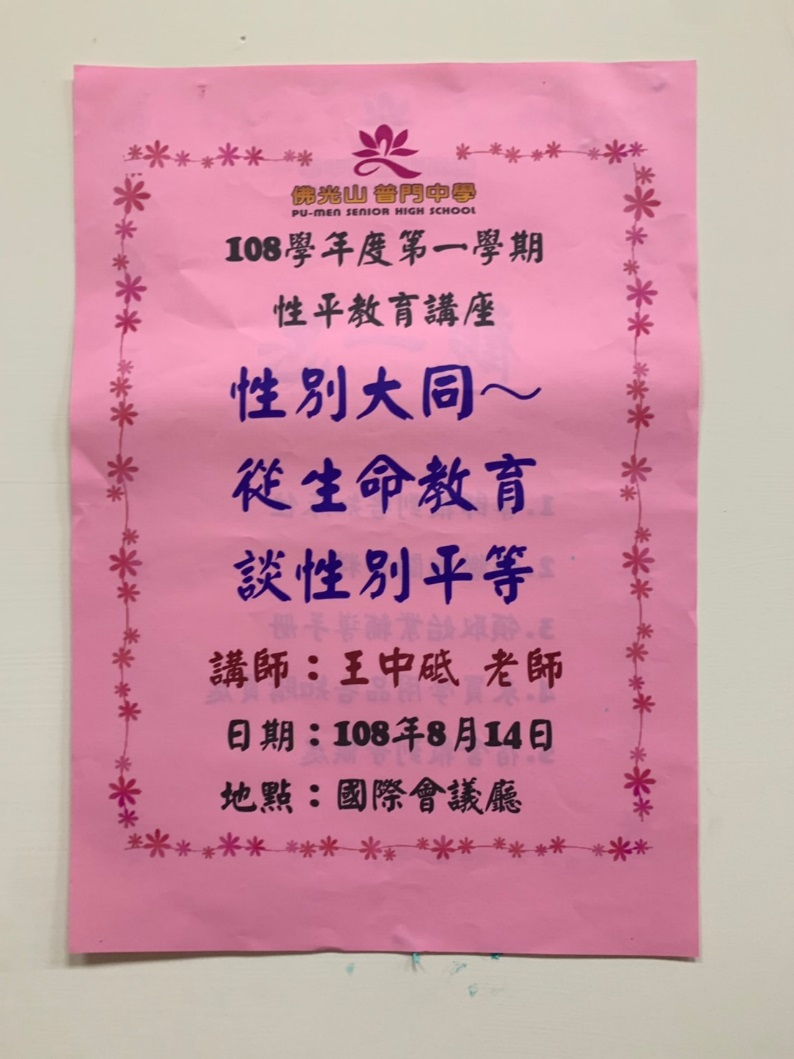 佛光山 普門中學
PU-MEN SENIOR HIGH SCHOOL
108學年度第一學期
性平教育講座
性別大同～
從生命教育
談性別平等
講師：王中砥 老師
日期：108年8月14日
地點：國際會議廳